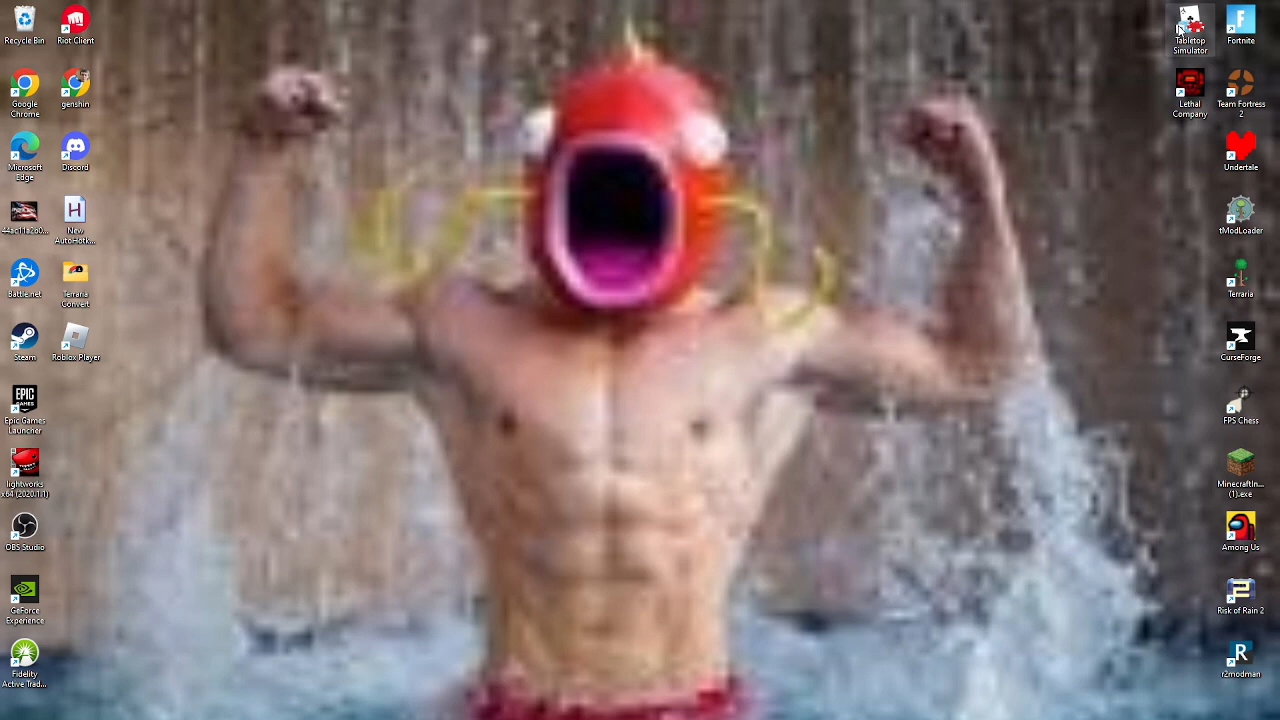 Recycle Bin
Riot Client
Google
Chrome
genshin
Microsoft
Edge
Discord
44ac11a2b0...
New
AutoHotk...
Battle.net
Terraria
Convert
Steam
Roblox Player
EPIC
GAMES
Epic Games
Launcher
lightworks
x64 (2020.1.1)
OBS Studio
GeForce
Experience
Fidelity
Active Trad...
Tabletop
Simulator
Fortnite
Lethal
Company
Team Fortress
2
Undertale
tModLoader
Terraria
CurseForge
FPS Chess
MinecraftIn...
(1).exe
Among Us
Risk of Rain 2
r2modman